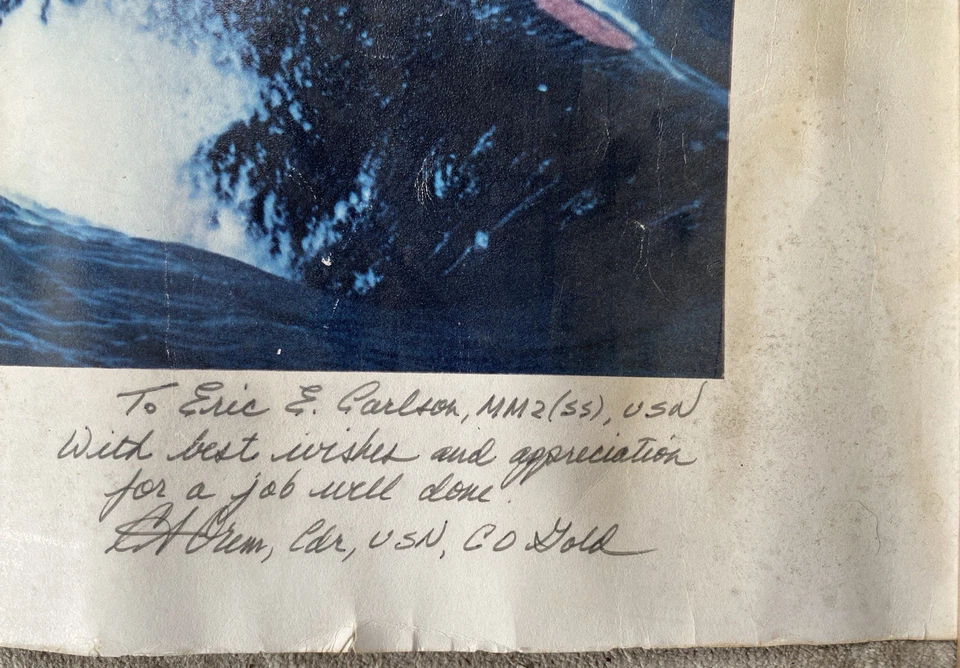 To Eric E. Carlson, MM2(SS), USN
With best wishes and appreciation
for a job well done.
Orem, Cdr, USN, CO Gold